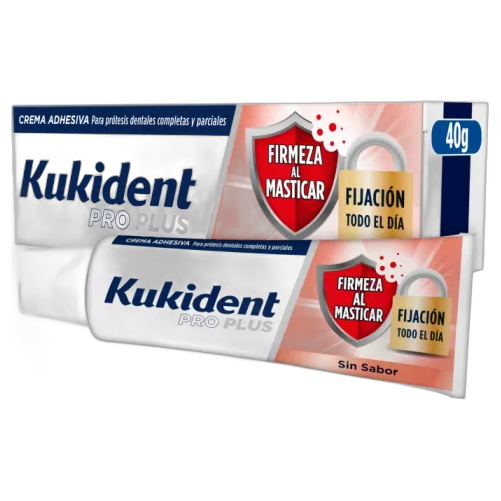 CREMA ADHESIVA Para prótesis dentales completas y parciales
40g
Kukident
PRO PLUS
FIRMEZA
AL
MASTICAR
FIJACIÓN
TODO EL DÍA
CREMA ADHESIVA Para prótesis dentales completas y parciales
Kukident
PRO PLUS
FIRMEZA
AL
MASTICAR
FIJACIÓN
TODO EL DÍA
Sin Sabor